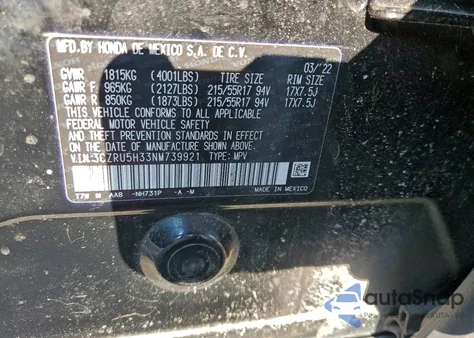 MFD.BY HONDA DE MEXICO S.A. DE C.V.
03/'22
GVWR 1815KG (4001LBS) TIRE SIZE RIM SIZE
GAWR F 965KG (2127LBS) 215/55R17 94V 17X7.5J
GAWR R 850KG (1873LBS) 215/55R17 94V 17X7.5J
THIS VEHICLE CONFORMS TO ALL APPLICABLE
FEDERAL MOTOR VEHICLE SAFETY AND
THEFT PREVENTION STANDARDS IN EFFECT ON
THE DATE OF MANUFACTURE SHOWN ABOVE.
V.I.N:3CZRU5H33NM739921 TYPE: MPV
AAB NH731P -A -M MADE IN MEXICO
autoSnap